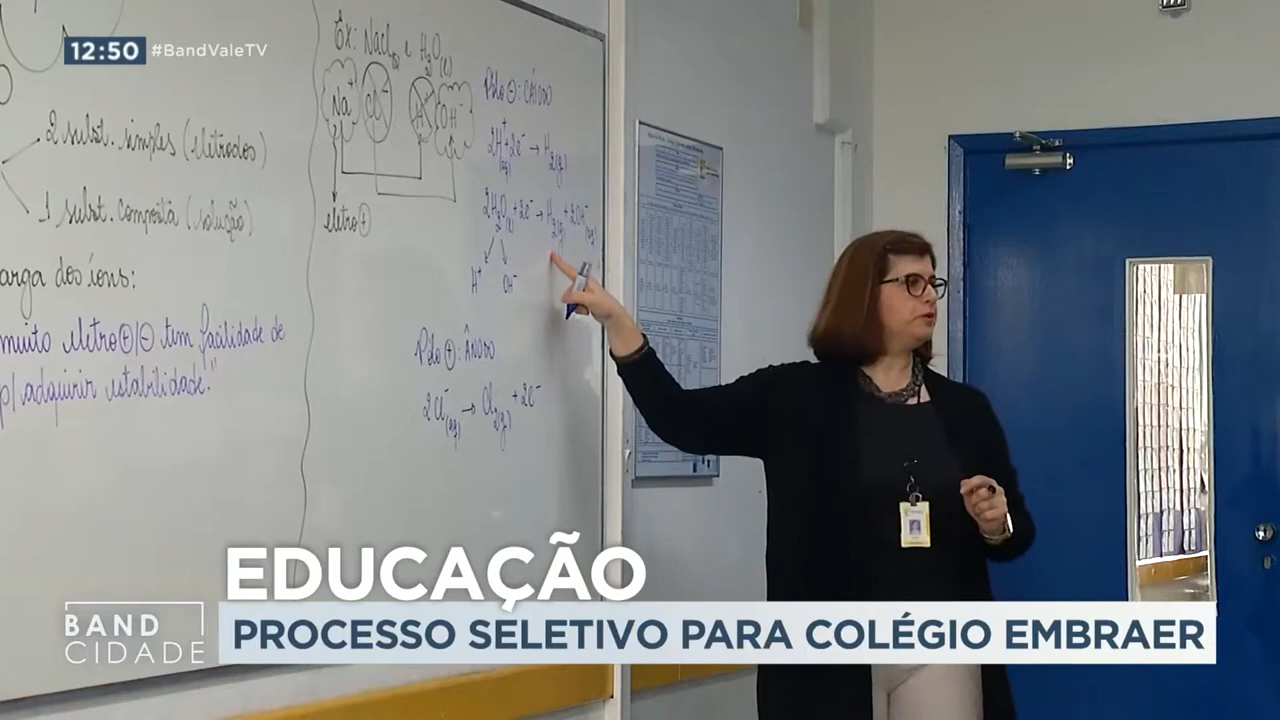 12:50 #BandValeTV
2 subst. simples (eletrodos)
1 subst. composta (solução)
arga dos íons:
muito eletro⊕/⊖ tem facilidade de
p/ adquirir estabilidade!"
Ex: NaCl e H₂O(l)
Na⁺ Cl⁻ H⁺ OH⁻
eletro⊕
Pólo ⊖: CÁTODO
2H⁺(aq) + 2e⁻ → H₂(g)
2H₂O(l) + 2e⁻ → H₂(g) + 2OH⁻(aq)
H⁺ OH⁻
Pólo ⊕: ÂNODO
2Cl⁻(aq) → Cl₂(g) + 2e⁻
EDUCAÇÃO
BAND
CIDADE
PROCESSO SELETIVO PARA COLÉGIO EMBRAER